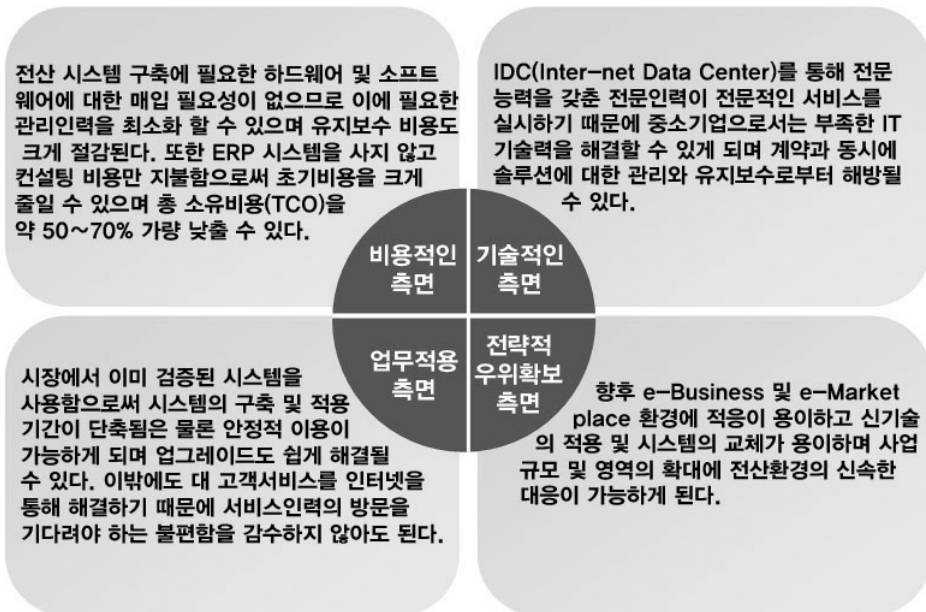 전산 시스템 구축에 필요한 하드웨어 및 소프트
웨어에 대한 매입 필요성이 없으므로 이에 필요한
관리인력을 최소화 할 수 있으며 유지보수 비용도
크게 절감된다. 또한 ERP 시스템을 사지 않고
컨설팅 비용만 지불함으로써 초기비용을 크게
줄일 수 있으며 총 소유비용(TCO)을
약 50~70% 가량 낮출 수 있다.
IDC(Inter-net Data Center)를 통해 전문
능력을 갖춘 전문인력이 전문적인 서비스를
실시하기 때문에 중소기업으로서는 부족한 IT
기술력을 해결할 수 있게 되며 계약과 동시에
솔루션에 대한 관리와 유지보수로부터 해방될
수 있다.
비용적인
측면
기술적인
측면
업무적용
측면
전략적
우위확보
측면
시장에서 이미 검증된 시스템을
사용함으로써 시스템의 구축 및 적용
기간이 단축됨은 물론 안정적 이용이
가능하게 되며 업그레이드도 쉽게 해결될
수 있다. 이밖에도 대 고객서비스를 인터넷을
통해 해결하기 때문에 서비스인력의 방문을
기다려야 하는 불편함을 감수하지 않아도 된다.
향후 e-Business 및 e-Market
place 환경에 적응이 용이하고 신기술
의 적용 및 시스템의 교체가 용이하며 사업
규모 및 영역의 확대에 전산환경의 신속한
대응이 가능하게 된다.